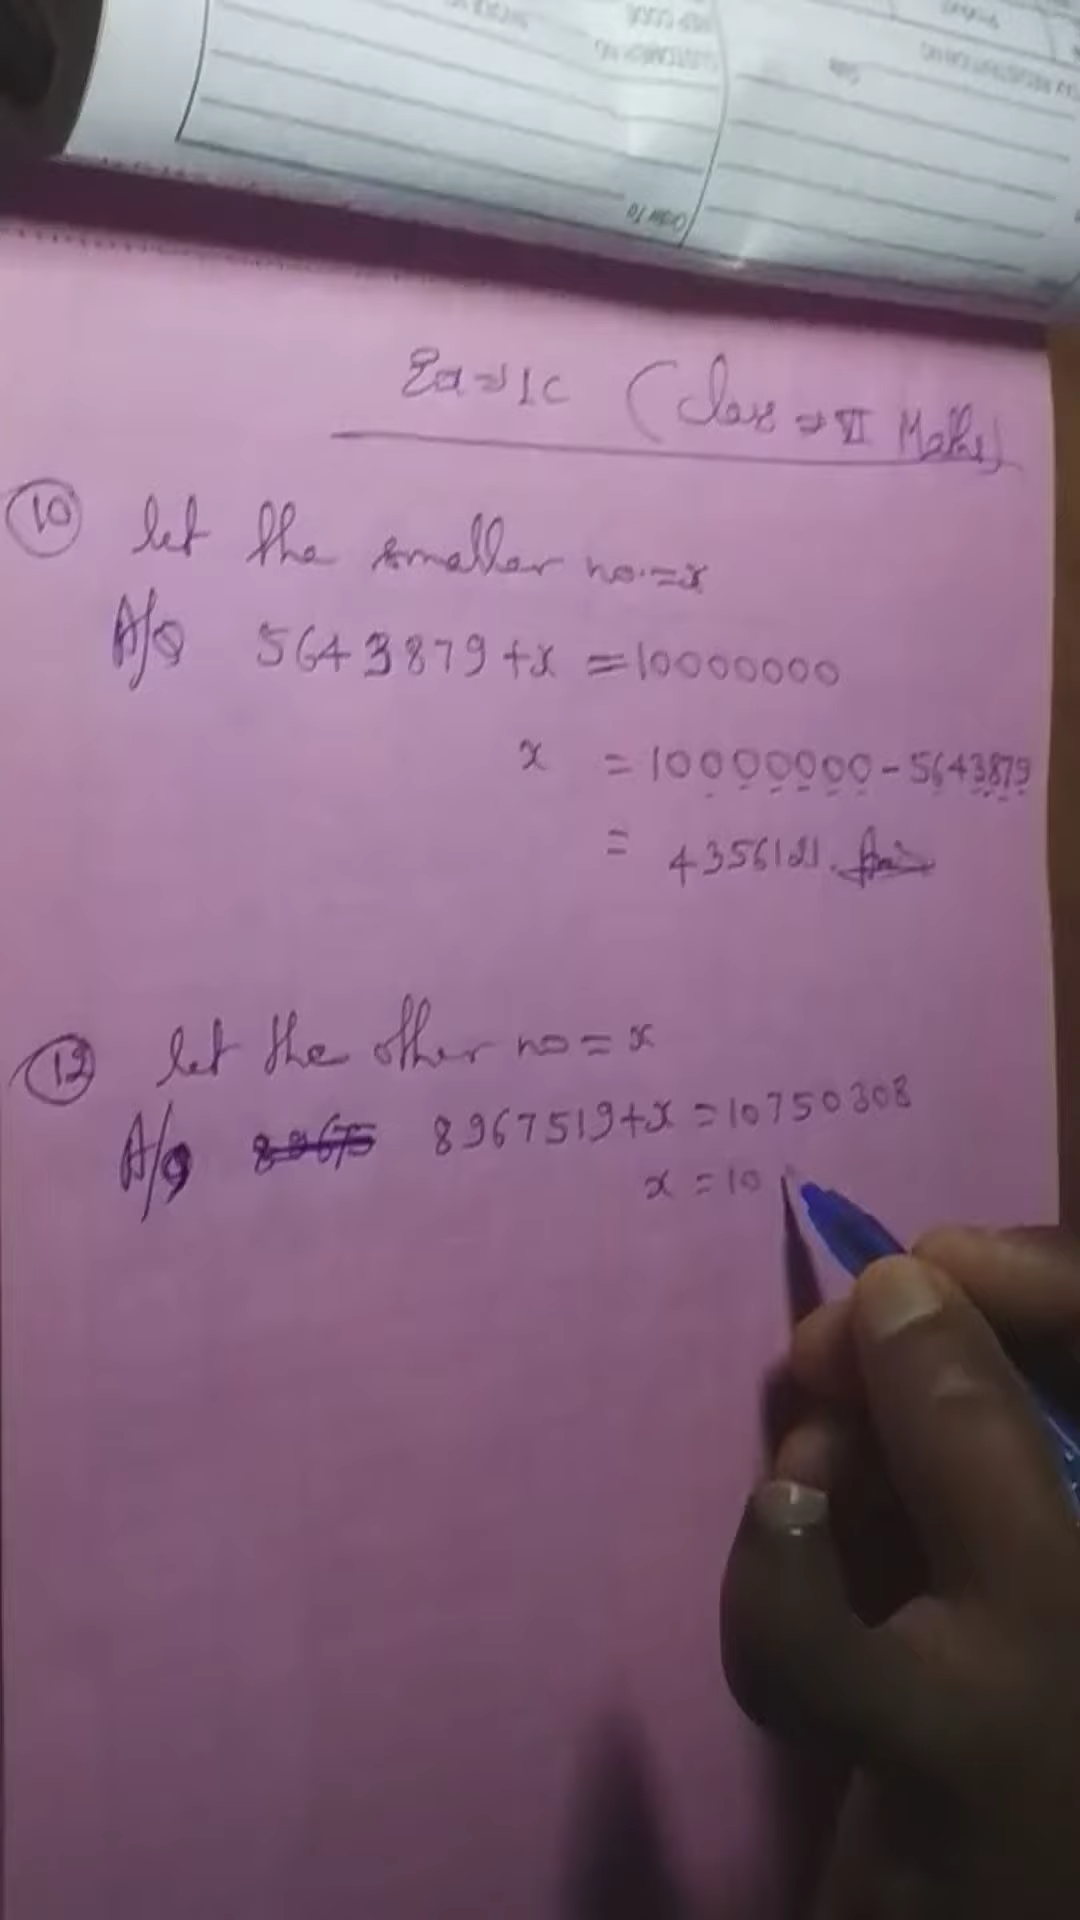 Ex⇒1C (Class ⇒ VI Maths)
10 let the smaller no.=x
A/Q 5643879+x =10000000
x =10000000-5643879
= 4356121. Ans
12 let the other no=x
A/Q 8967519+x=10750308
x =10